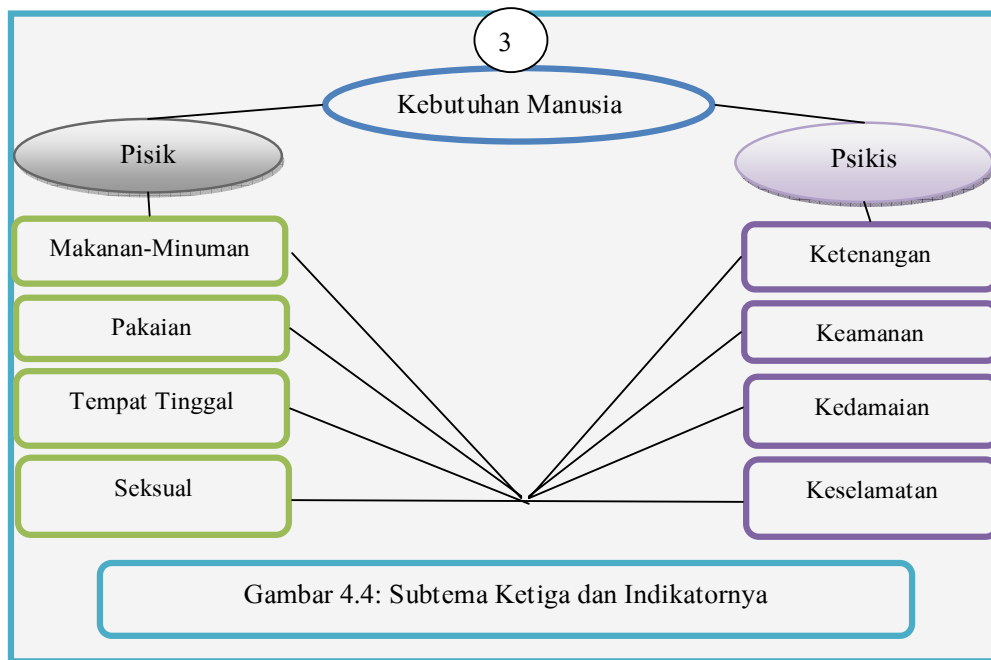 3
Kebutuhan Manusia
Pisik
Psikis
Makanan-Minuman
Ketenangan
Pakaian
Keamanan
Tempat Tinggal
Kedamaian
Seksual
Keselamatan
Gambar 4.4: Subtema Ketiga dan Indikatornya